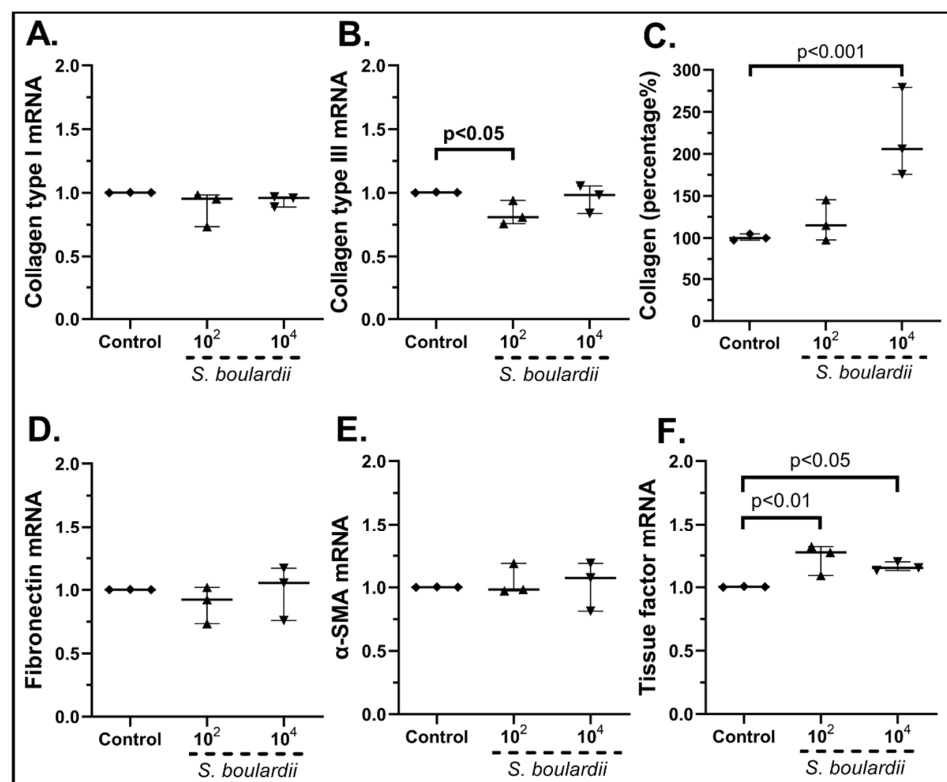 A.
Collagen type I mRNA
2.0
1.5
1.0
0.5
0.0
Control
10²
10⁴
S. boulardii
B.
Collagen type III mRNA
2.0
1.5
1.0
0.5
0.0
p<0.05
Control
10²
10⁴
S. boulardii
C.
Collagen (percentage%)
300
250
200
150
100
50
0
p<0.001
Control
10²
10⁴
S. boulardii
D.
Fibronectin mRNA
2.0
1.5
1.0
0.5
0.0
Control
10²
10⁴
S. boulardii
E.
α-SMA mRNA
2.0
1.5
1.0
0.5
0.0
Control
10²
10⁴
S. boulardii
F.
Tissue factor mRNA
2.0
1.5
1.0
0.5
0.0
p<0.05
p<0.01
Control
10²
10⁴
S. boulardii